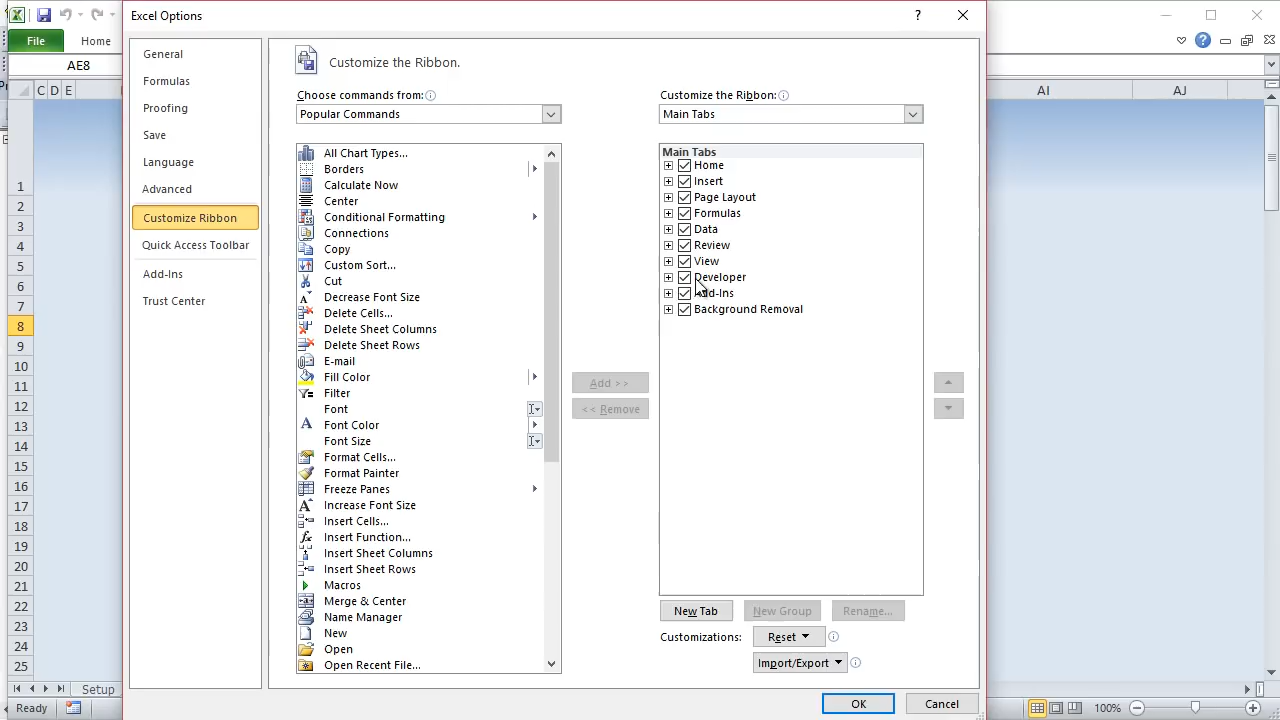 Excel Options
?
File
Home
AE8
C D E
AI
AJ
General
Formulas
Proofing
Save
Language
Advanced
Customize Ribbon
Quick Access Toolbar
Add-Ins
Trust Center
Customize the Ribbon.
Choose commands from:
Popular Commands
All Chart Types...
Borders
Calculate Now
Center
Conditional Formatting
Connections
Copy
Custom Sort...
Cut
Decrease Font Size
Delete Cells...
Delete Sheet Columns
Delete Sheet Rows
E-mail
Fill Color
Filter
Font
Font Color
Font Size
Format Cells...
Format Painter
Freeze Panes
Increase Font Size
Insert Cells...
Insert Function...
Insert Sheet Columns
Insert Sheet Rows
Macros
Merge & Center
Name Manager
New
Open
Open Recent File...
Add >>
<< Remove
Customize the Ribbon:
Main Tabs
Main Tabs
Home
Insert
Page Layout
Formulas
Data
Review
View
Developer
Add-Ins
Background Removal
New Tab
New Group
Rename...
Customizations:
Reset
Import/Export
OK
Cancel
1
2
3
4
5
6
7
8
9
10
11
12
13
14
15
16
17
18
19
20
21
22
23
24
25
Setup
Ready
100%